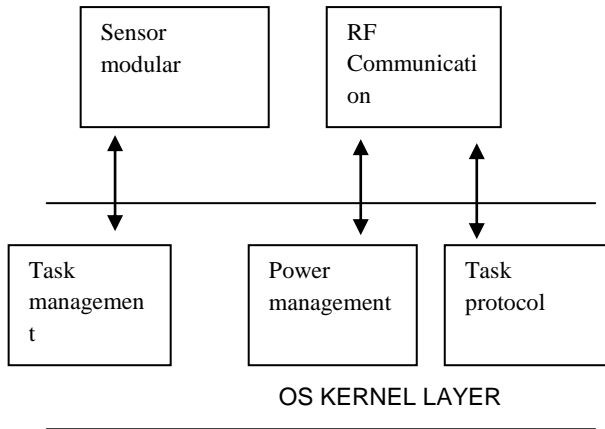 Sensor
modular
RF
Communicati
on
Task
managemen
t
Power
management
Task
protocol
OS KERNEL LAYER